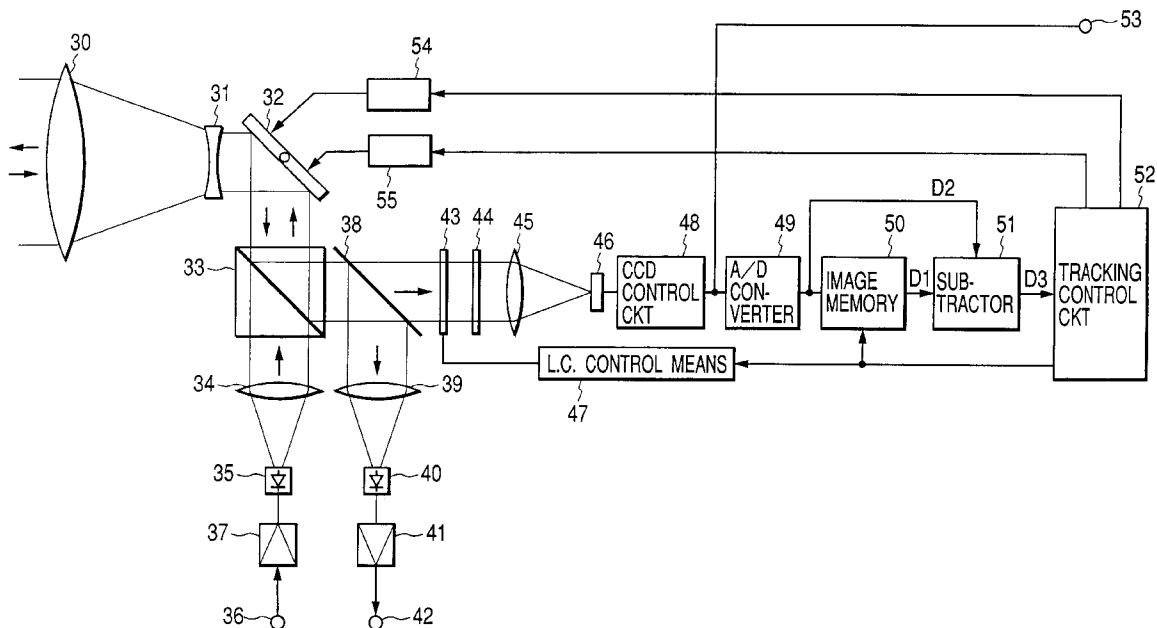 30
31
32
54
55
53
52
D2
33
38
43
44
45
46
48
49
50
51
CCD
CONTROL
CKT
A/D
CON-
VERTER
IMAGE
MEMORY
D1
SUB-
TRACTOR
D3
TRACKING
CONTROL
CKT
L.C. CONTROL MEANS
47
34
39
35
40
37
41
36
42